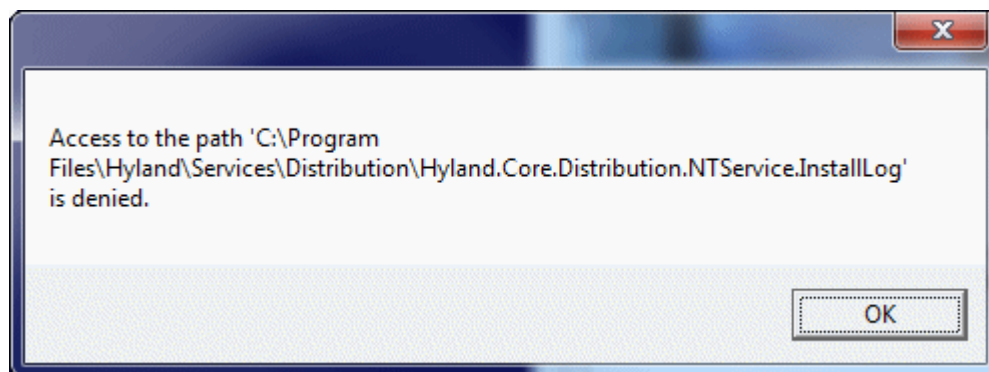 Access to the path 'C:\Program
Files\Hyland\Services\Distribution\Hyland.Core.Distribution.NTService.InstallLog'
is denied.
OK